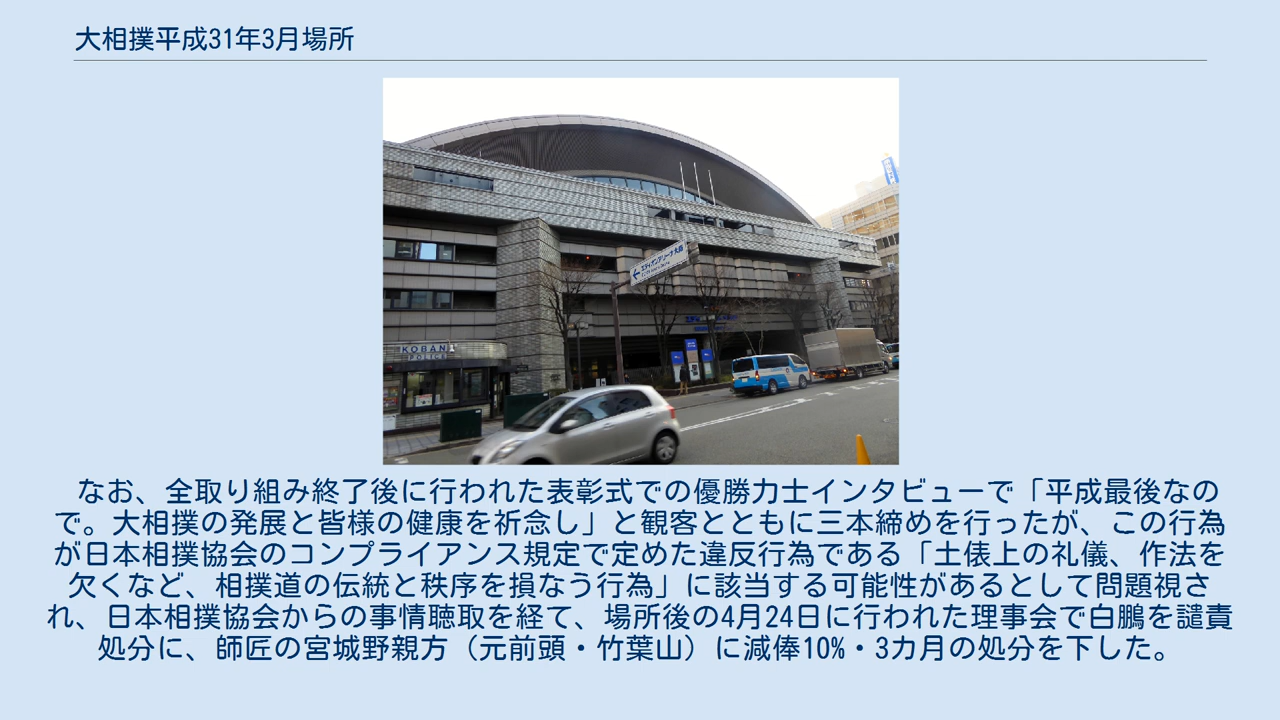 大相撲平成31年3月場所
エディオンアリーナ大阪
KOBAN
POLICE
なお、全取り組み終了後に行われた表彰式での優勝力士インタビューで「平成最後なの
で。大相撲の発展と皆様の健康を祈念し」と観客とともに三本締めを行ったが、この行為
が日本相撲協会のコンプライアンス規定で定めた違反行為である「土俵上の礼儀、作法を
欠くなど、相撲道の伝統と秩序を損なう行為」に該当する可能性があるとして問題視さ
れ、日本相撲協会からの事情聴取を経て、場所後の4月24日に行われた理事会で白鵬を譴責
処分に、師匠の宮城野親方（元前頭・竹葉山）に減俸10%・3カ月の処分を下した。